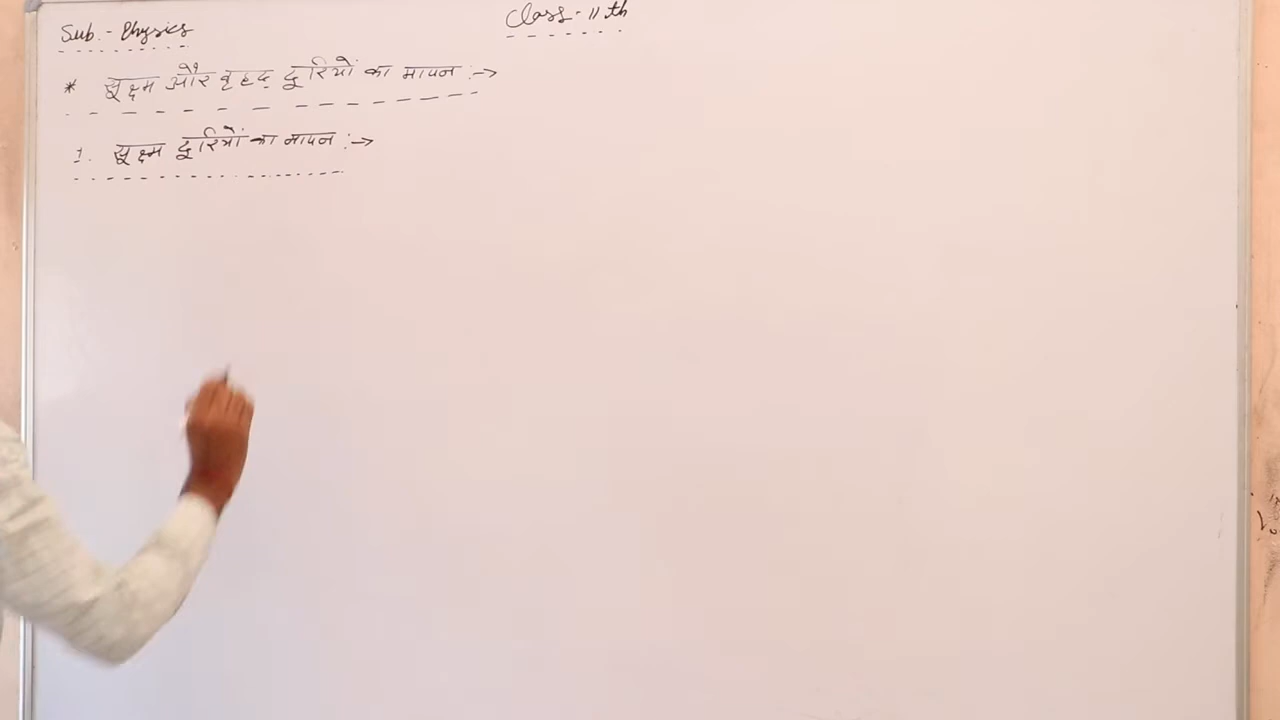 Sub. - Physics
Class - 11 th
* सूक्ष्म और वृहद् दूरियों का मापन :->
1. सूक्ष्म दूरियों का मापन :->